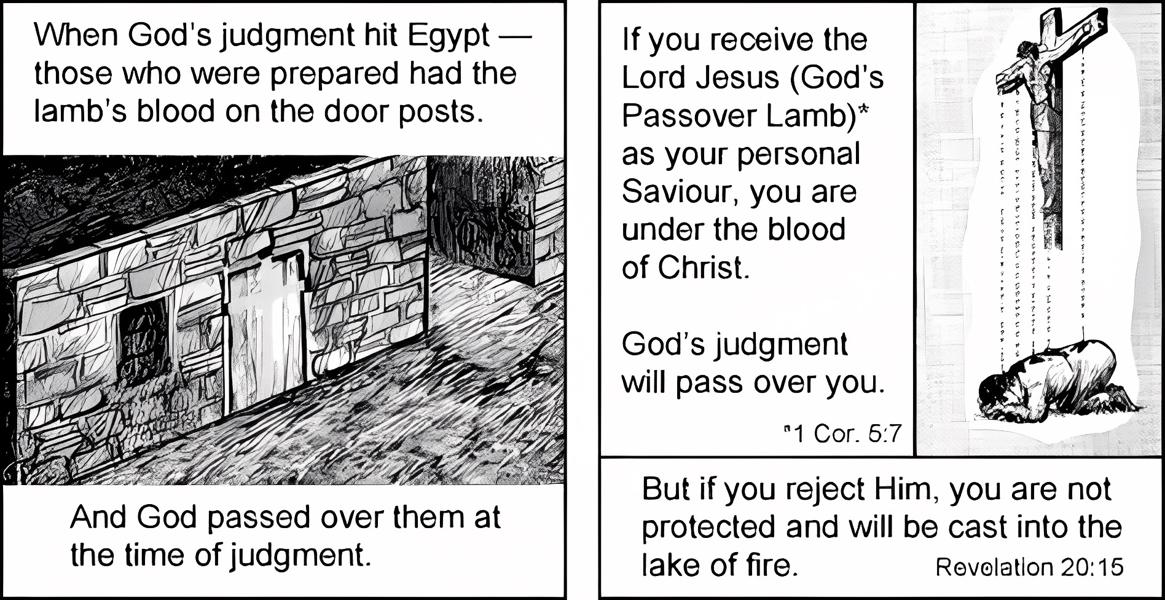 When God's judgment hit Egypt —
those who were prepared had the
lamb's blood on the door posts.
And God passed over them at
the time of judgment.
If you receive the
Lord Jesus (God's
Passover Lamb)*
as your personal
Saviour, you are
under the blood
of Christ.
God's judgment
will pass over you.
*1 Cor. 5:7
But if you reject Him, you are not
protected and will be cast into the
lake of fire.
Revolation 20:15